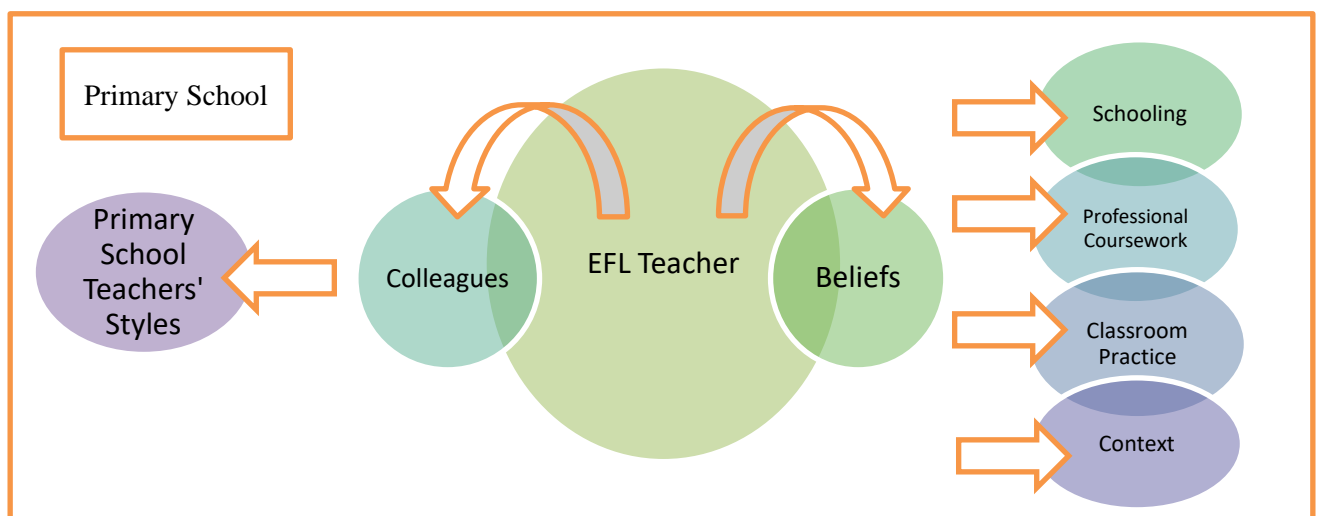 Primary School
Primary
School
Teachers'
Styles
Colleagues
EFL Teacher
Beliefs
Schooling
Professional
Coursework
Classroom
Practice
Context